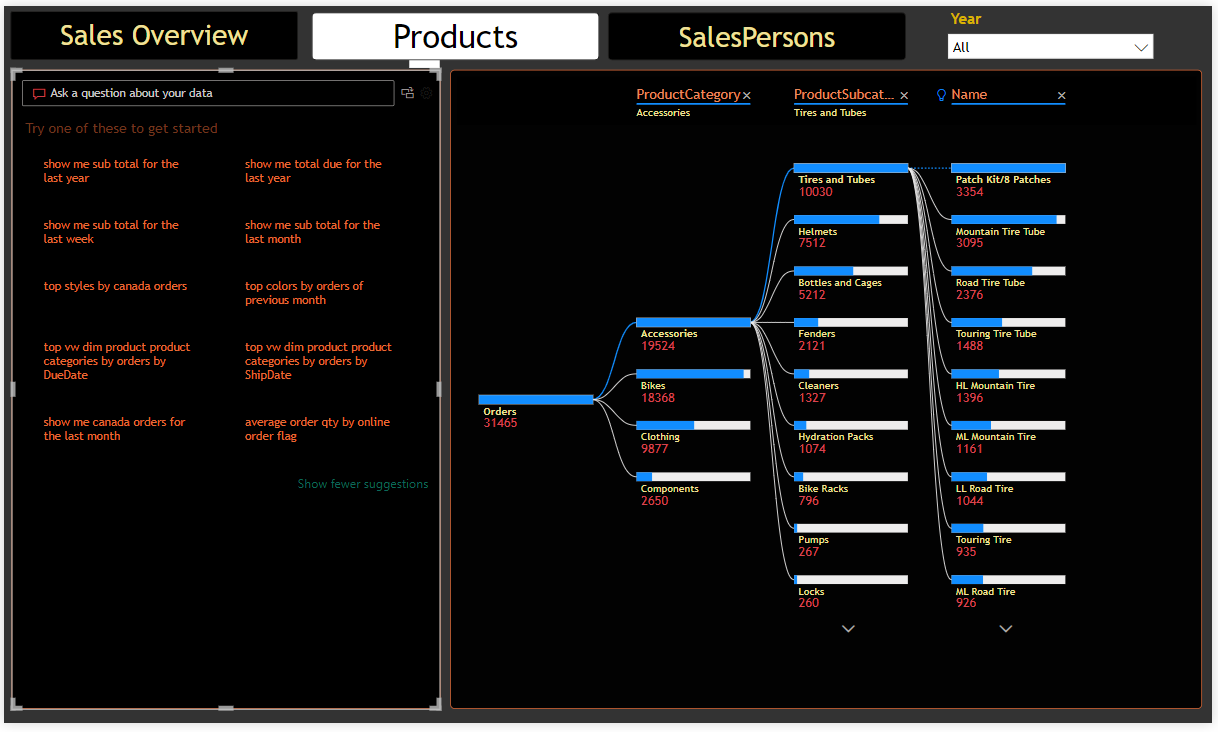 Sales Overview
Products
SalesPersons
Year
All
Ask a question about your data
Try one of these to get started
show me sub total for the
last year
show me total due for the
last year
show me sub total for the
last week
show me sub total for the
last month
top styles by canada orders
top colors by orders of
previous month
top vw dim product product
categories by orders by
DueDate
top vw dim product product
categories by orders by
ShipDate
show me canada orders for
the last month
average order qty by online
order flag
Show fewer suggestions
ProductCategory
Accessories
ProductSubcat...
Tires and Tubes
Name
Orders
31465
Accessories
19524
Bikes
18368
Clothing
9877
Components
2650
Tires and Tubes
10030
Helmets
7512
Bottles and Cages
5212
Fenders
2121
Cleaners
1327
Hydration Packs
1074
Bike Racks
796
Pumps
267
Locks
260
Patch Kit/8 Patches
3354
Mountain Tire Tube
3095
Road Tire Tube
2376
Touring Tire Tube
1488
HL Mountain Tire
1396
ML Mountain Tire
1161
LL Road Tire
1044
Touring Tire
935
ML Road Tire
926